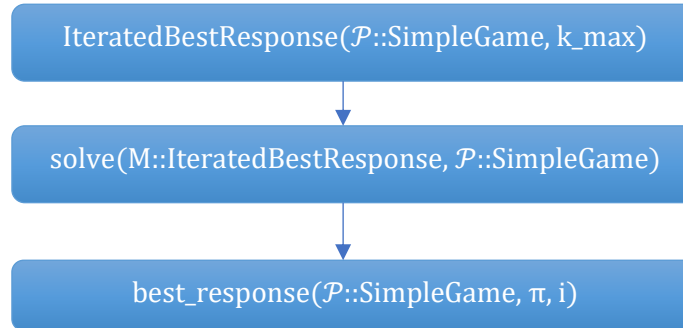 IteratedBestResponse(𝒫::SimpleGame, k_max)
solve(M::IteratedBestResponse, 𝒫::SimpleGame)
best_response(𝒫::SimpleGame, π, i)